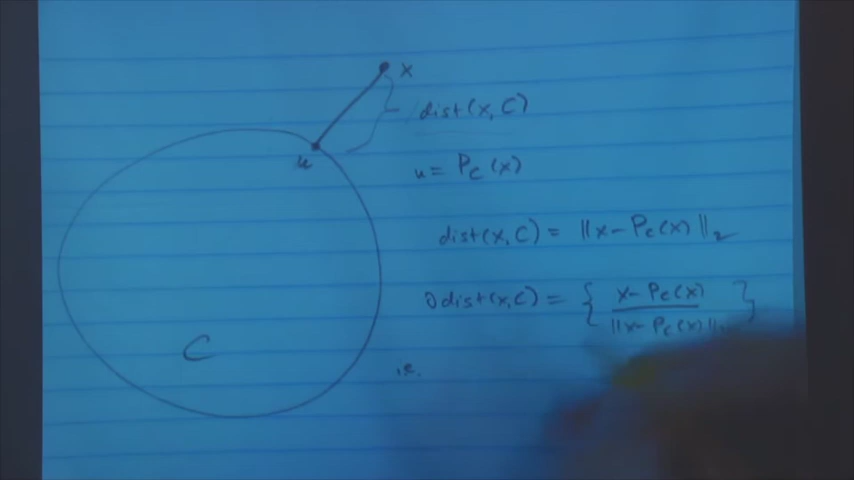 x
dist(x, C)
u
u = P_C(x)
dist(x, C) = ||x - P_C(x)||_2
∂dist(x, C) = { x - P_C(x) / ||x - P_C(x)||_2 }
C
i.e.